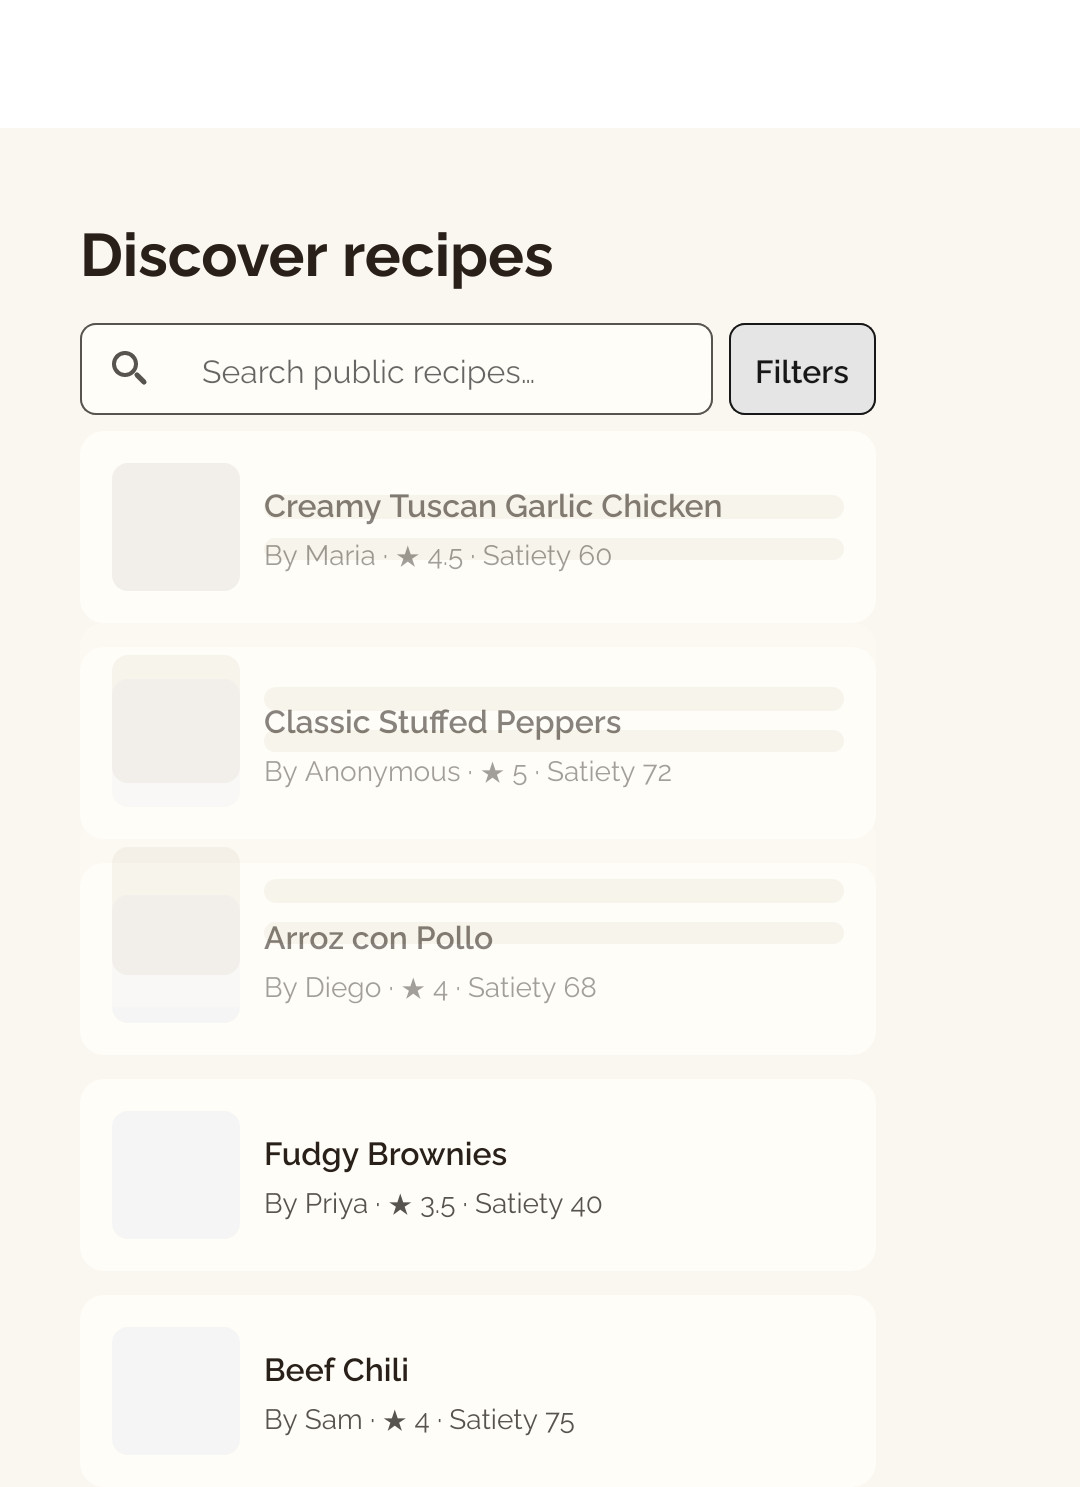 Discover recipes
Search public recipes…
Filters
Creamy Tuscan Garlic Chicken
By Maria · ★ 4.5 · Satiety 60
Classic Stuffed Peppers
By Anonymous · ★ 5 · Satiety 72
Arroz con Pollo
By Diego · ★ 4 · Satiety 68
Fudgy Brownies
By Priya · ★ 3.5 · Satiety 40
Beef Chili
By Sam · ★ 4 · Satiety 75